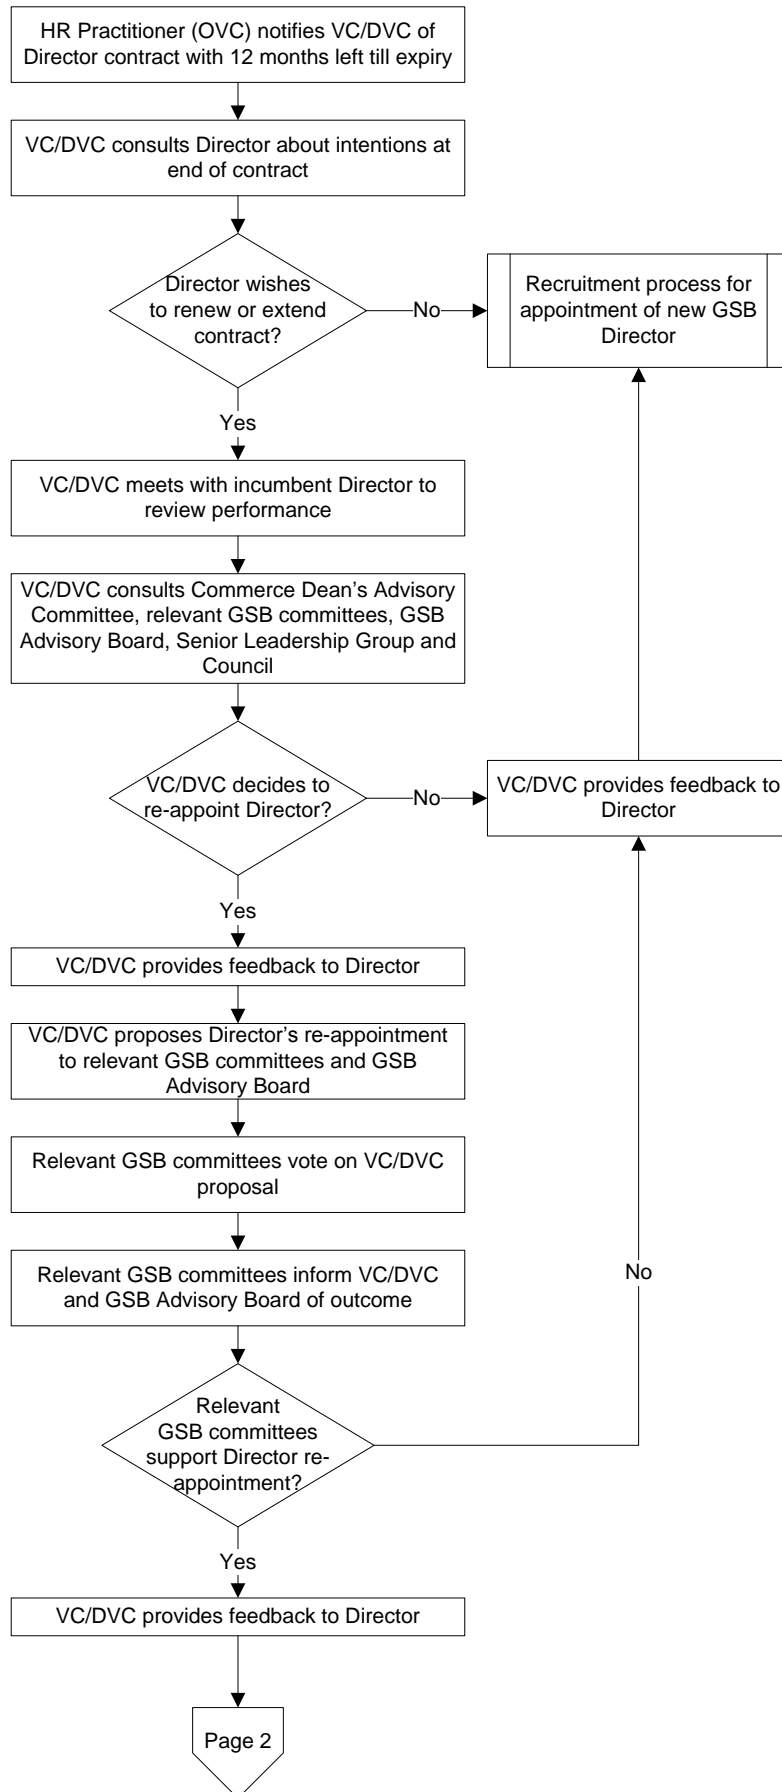 HR Practitioner (OVC) notifies VC/DVC of
Director contract with 12 months left till expiry
VC/DVC consults Director about intentions at
end of contract
Director wishes
to renew or extend
contract?
No
Recruitment process for
appointment of new GSB
Director
Yes
VC/DVC meets with incumbent Director to
review performance
VC/DVC consults Commerce Dean’s Advisory
Committee, relevant GSB committees, GSB
Advisory Board, Senior Leadership Group and
Council
VC/DVC decides to
re-appoint Director?
No
VC/DVC provides feedback to
Director
Yes
VC/DVC provides feedback to Director
VC/DVC proposes Director’s re-appointment
to relevant GSB committees and GSB
Advisory Board
Relevant GSB committees vote on VC/DVC
proposal
Relevant GSB committees inform VC/DVC
and GSB Advisory Board of outcome
No
Relevant
GSB committees
support Director re-
appointment?
Yes
VC/DVC provides feedback to Director
Page 2